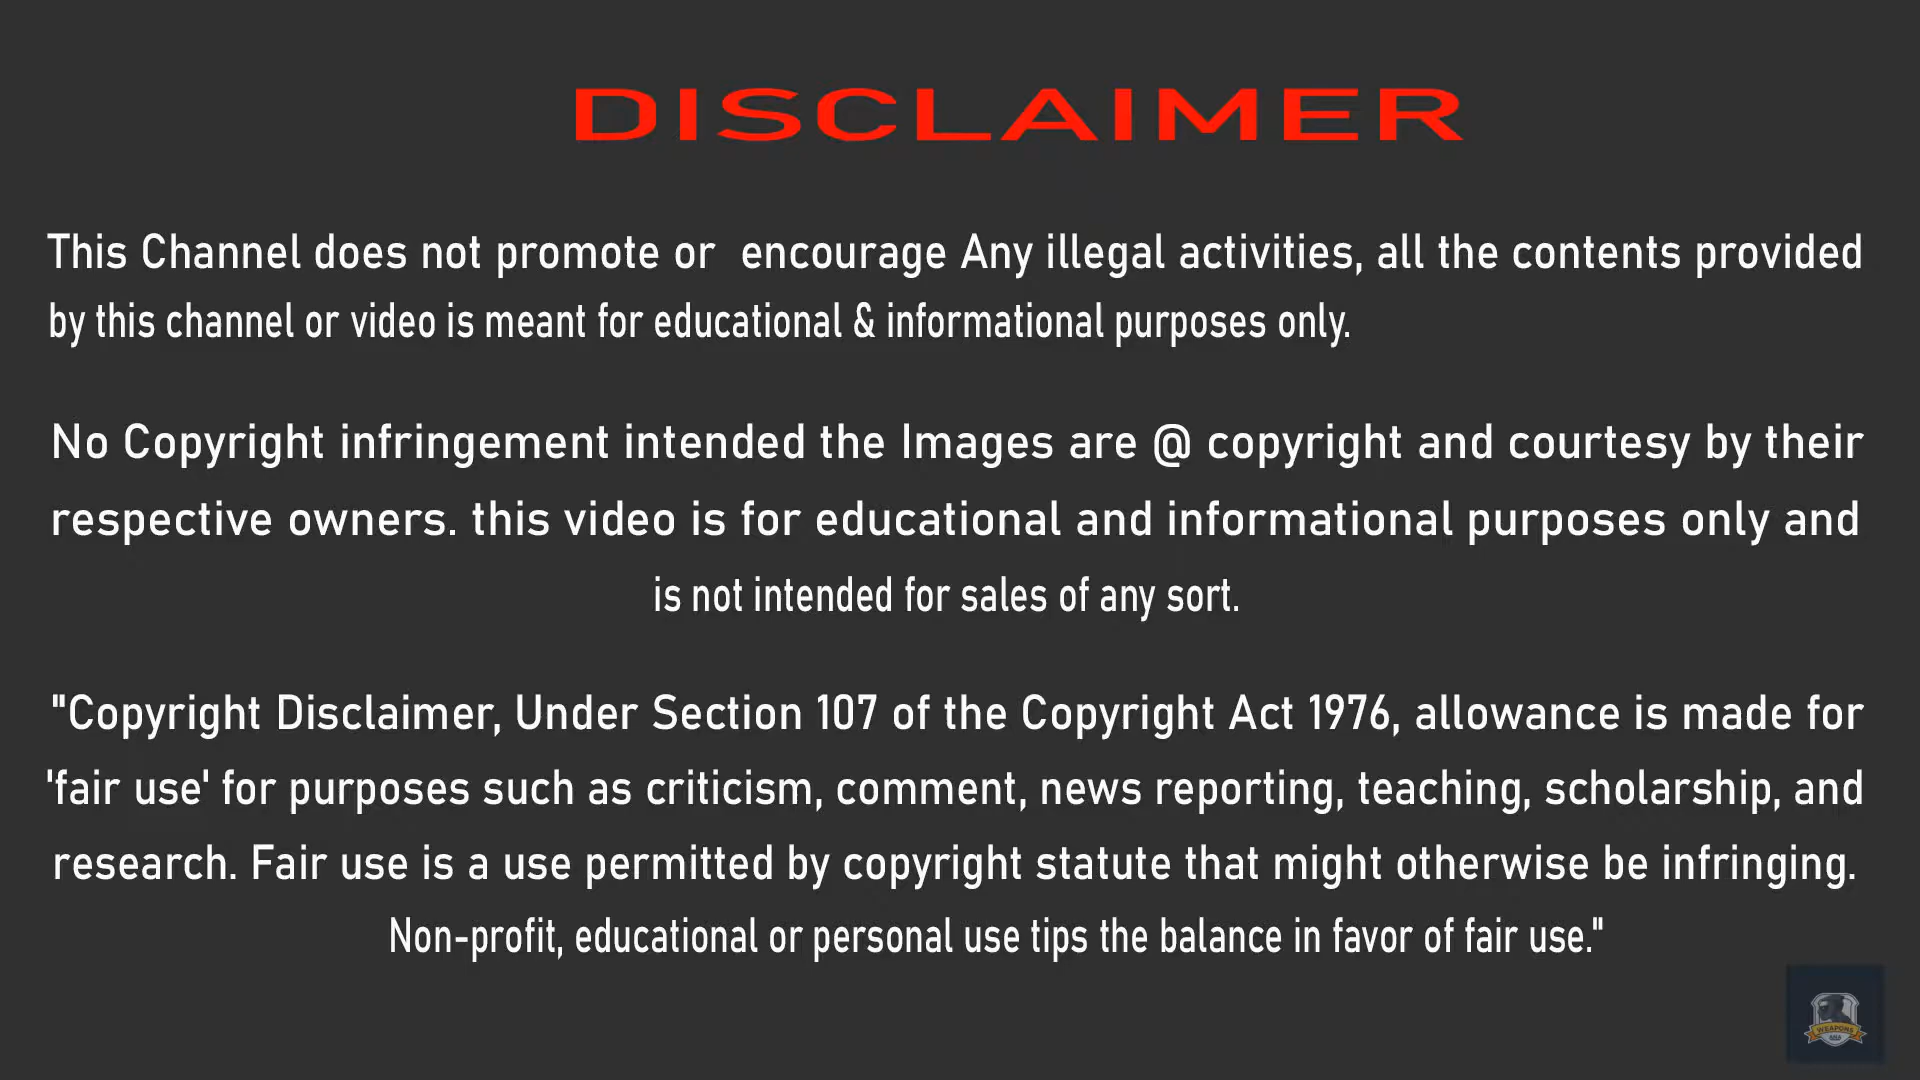 DISCLAIMER
This Channel does not promote or encourage Any illegal activities, all the contents provided
by this channel or video is meant for educational & informational purposes only.
No Copyright infringement intended the Images are @ copyright and courtesy by their
respective owners. this video is for educational and informational purposes only and
is not intended for sales of any sort.
"Copyright Disclaimer, Under Section 107 of the Copyright Act 1976, allowance is made for
'fair use' for purposes such as criticism, comment, news reporting, teaching, scholarship, and
research. Fair use is a use permitted by copyright statute that might otherwise be infringing.
Non-profit, educational or personal use tips the balance in favor of fair use."
WEAPONS